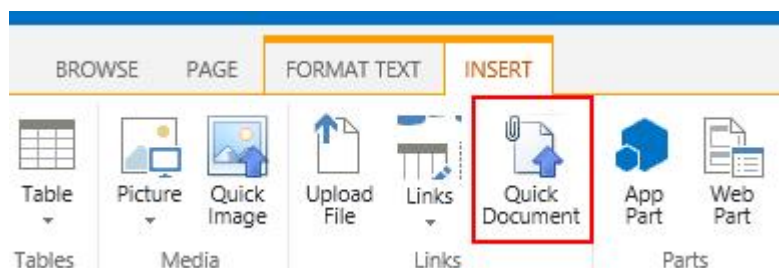 BROWSE PAGE FORMAT TEXT INSERT
Table Picture Quick Image Upload File Links Quick Document App Part Web Part
Tables Media Links Parts